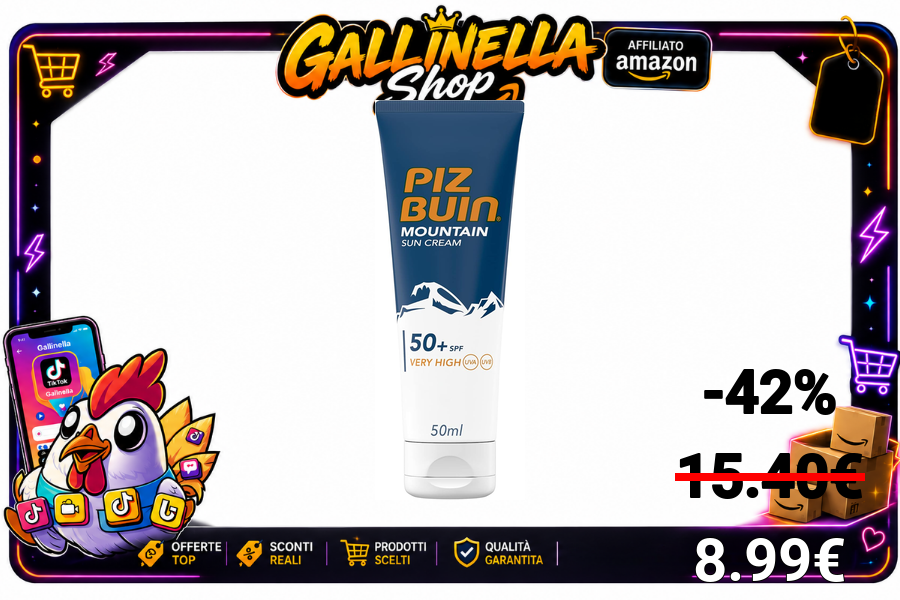 GALLINELLA
Shop
AFFILIATO
amazon
PIZ
BUIN®
MOUNTAIN
SUN CREAM
50+ SPF
VERY HIGH UVA UVB
50ml
Gallinella
TikTok
Gallinella
-42%
15.40€
8.99€
OFFERTE
TOP
SCONTI
REALI
PRODOTTI
SCELTI
QUALITÀ
GARANTITA